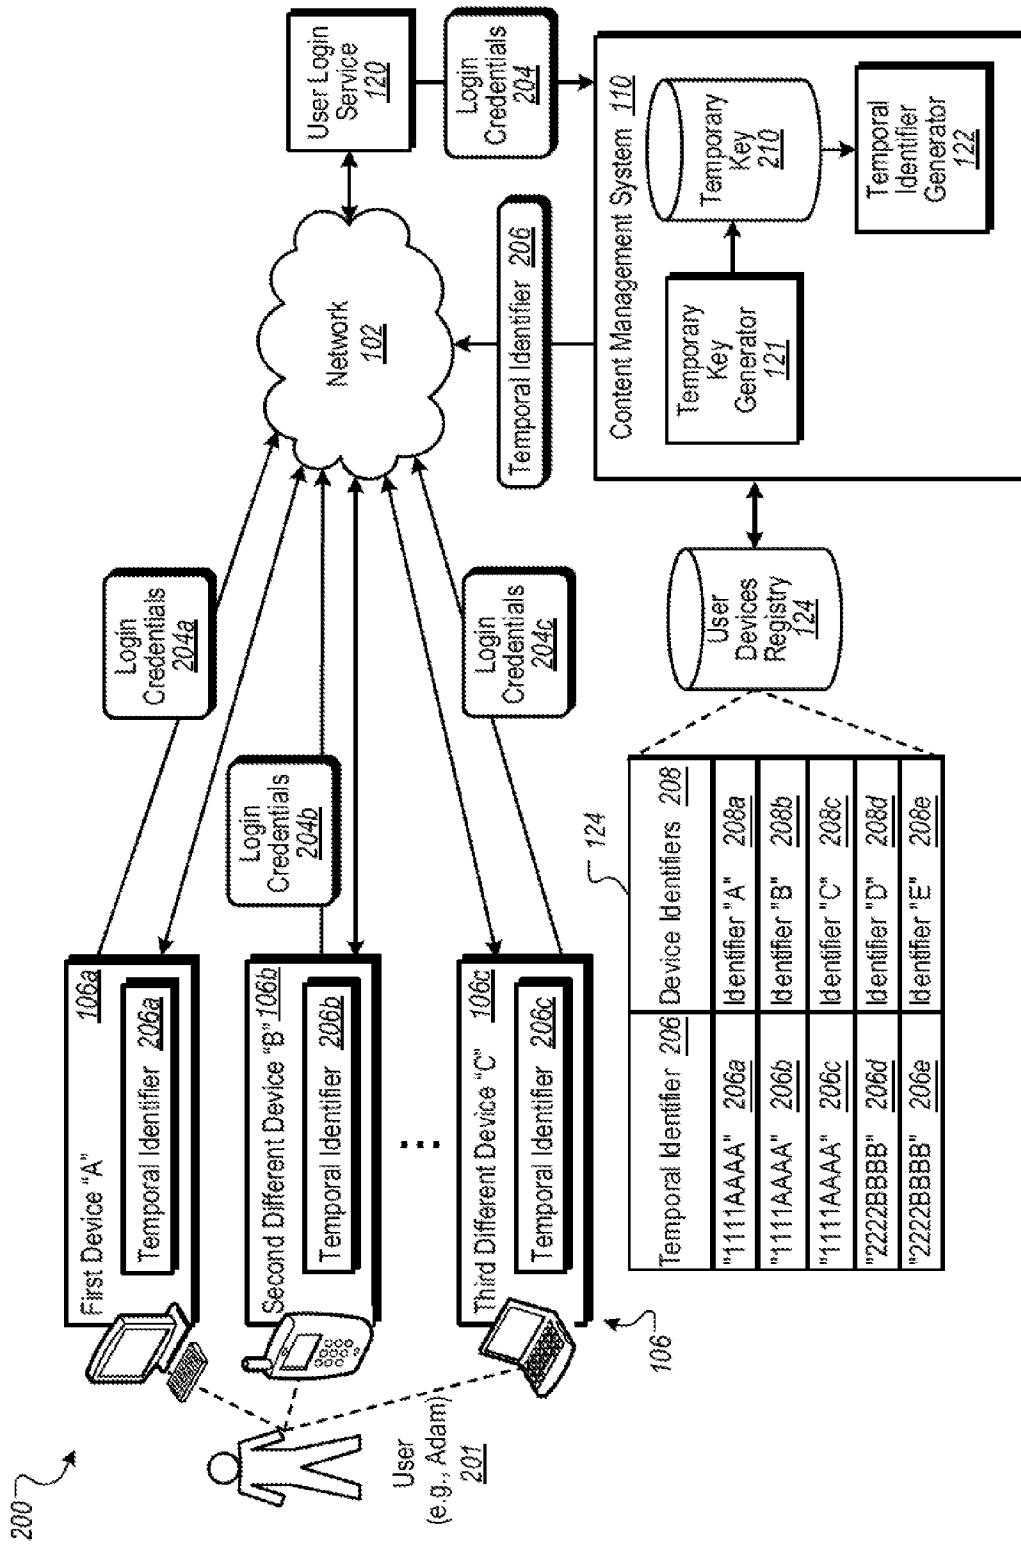 200
User
(e.g., Adam)
201
First Device "A"
106a
Temporal Identifier 206a
Second Different Device "B" 106b
Temporal Identifier 206b
...
Third Different Device "C"
106c
Temporal Identifier 206c
106
Login
Credentials
204a
Login
Credentials
204b
Login
Credentials
204c
Network
102
User Login
Service
120
Login
Credentials
204
Temporal Identifier 206
Content Management System 110
Temporary
Key
Generator
121
Temporary
Key
210
Temporal
Identifier
Generator
122
User
Devices
Registry
124
124
Temporal Identifier 206 Device Identifiers 208
"1111AAAA" 206a Identifier "A" 208a
"1111AAAA" 206b Identifier "B" 208b
"1111AAAA" 206c Identifier "C" 208c
"2222BBBB" 206d Identifier "D" 208d
"2222BBBB" 206e Identifier "E" 208e